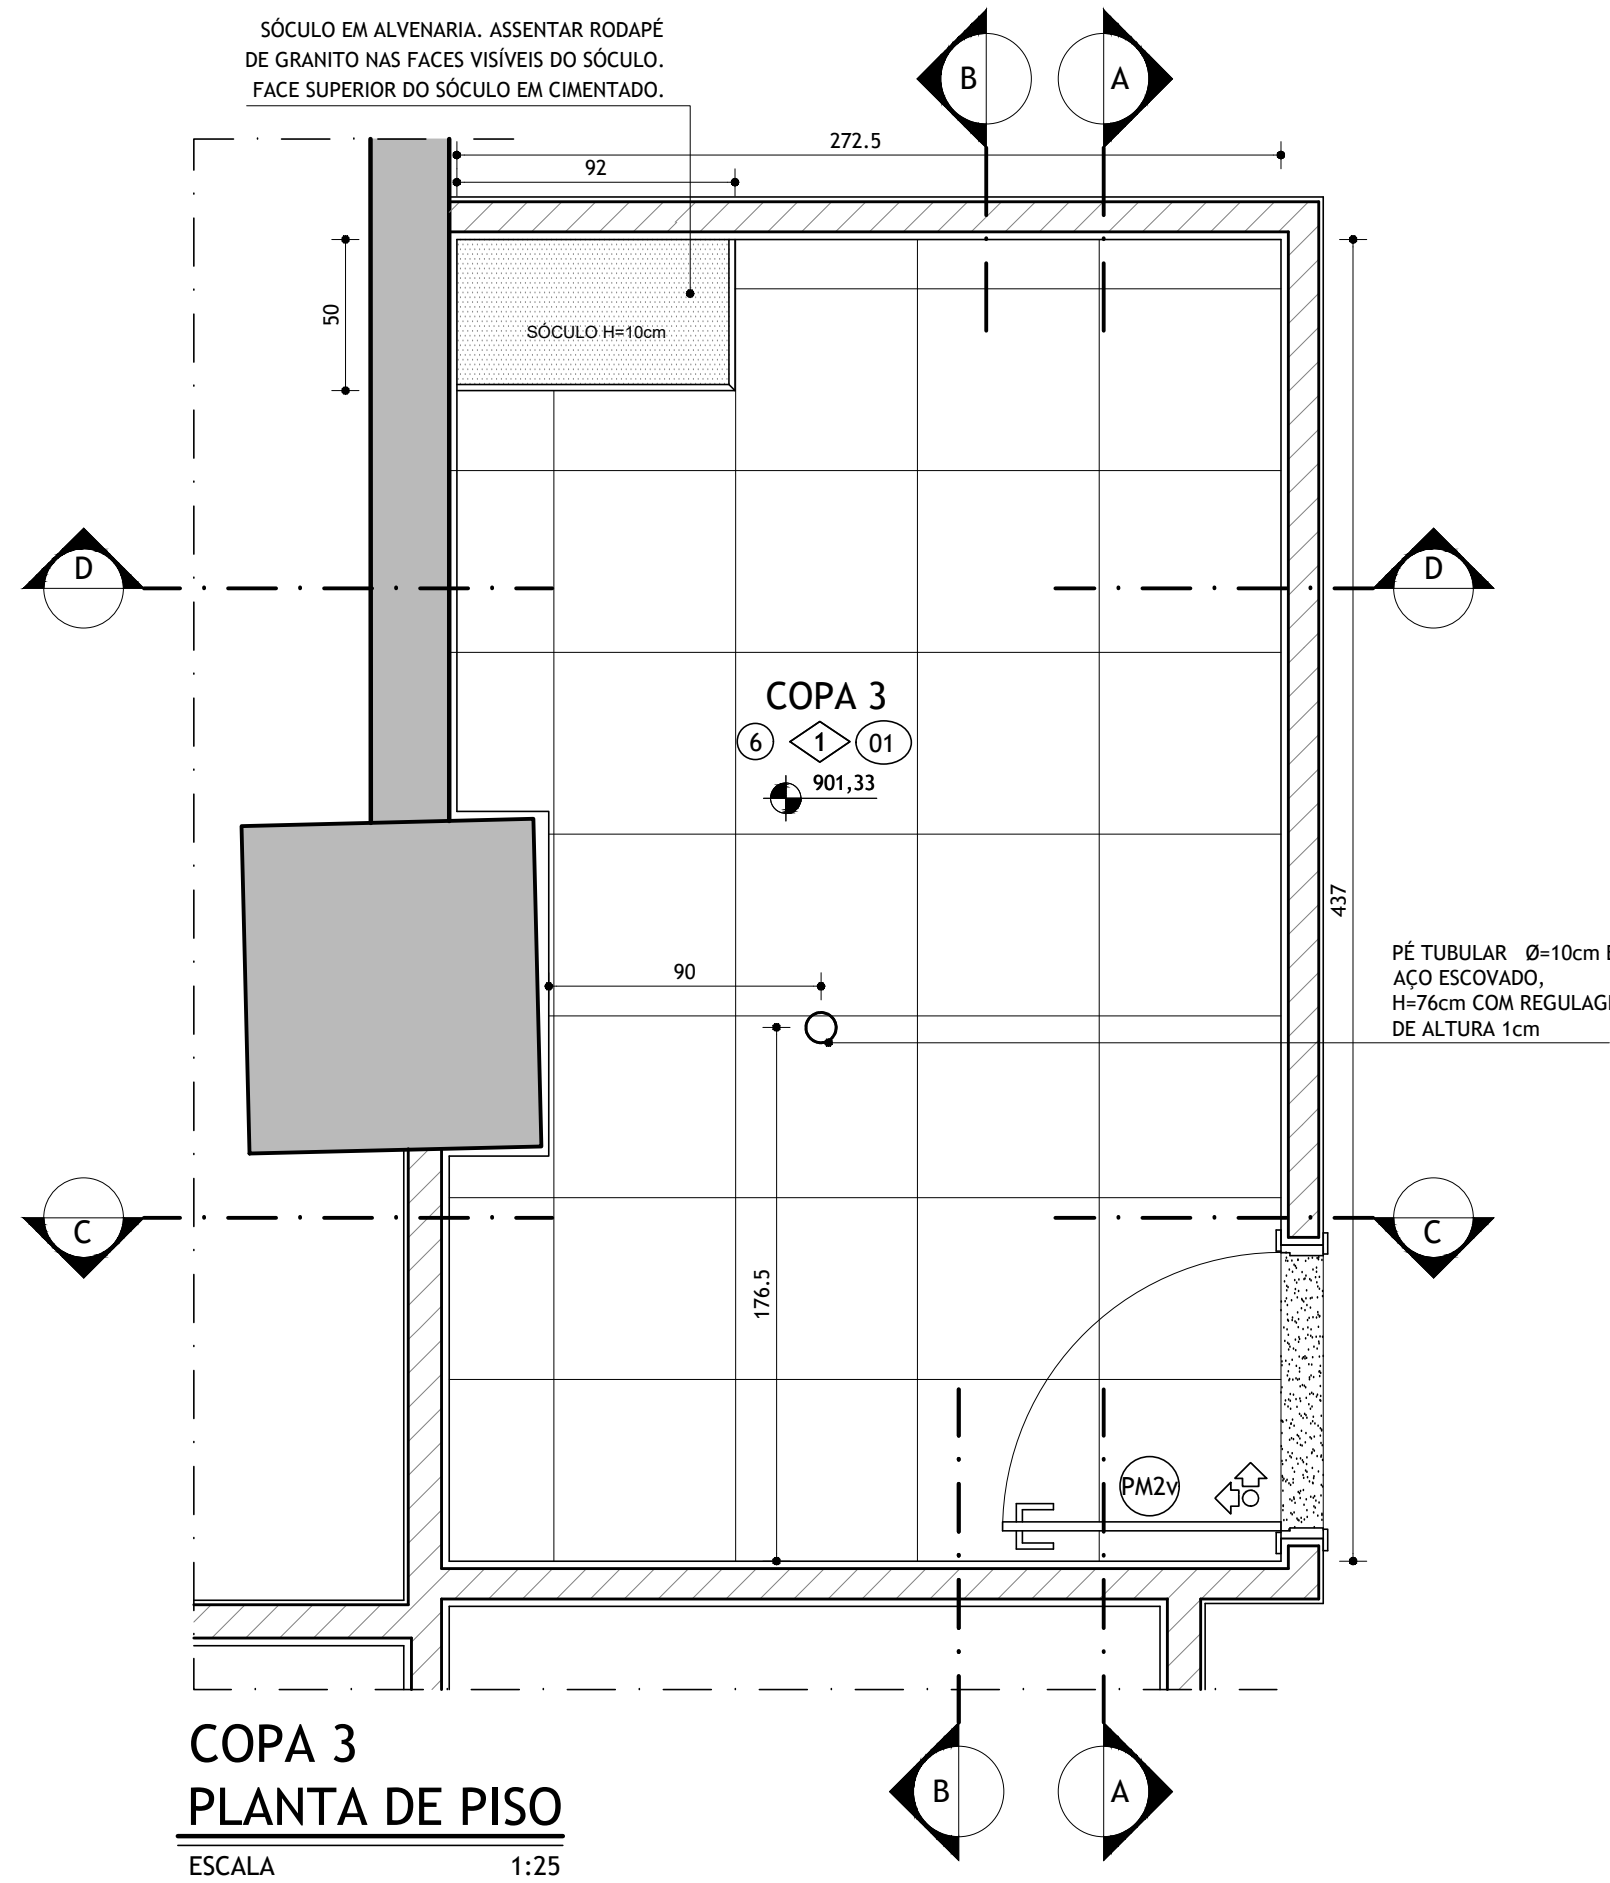 SÓCULO EM ALVENARIA. ASSENTAR RODAPÉ
DE GRANITO NAS FACES VISÍVEIS DO SÓCULO.
FACE SUPERIOR DO SÓCULO EM CIMENTADO.
B
A
272.5
92
50
SÓCULO H=10cm
D
D
COPA 3
6
1
01
901,33
437
90
PÉ TUBULAR Ø=10cm
AÇO ESCOVADO,
H=76cm COM
DE ALTURA 1cm
C
C
176.5
PM2v
B
A
COPA 3
PLANTA DE PISO
ESCALA 1:25